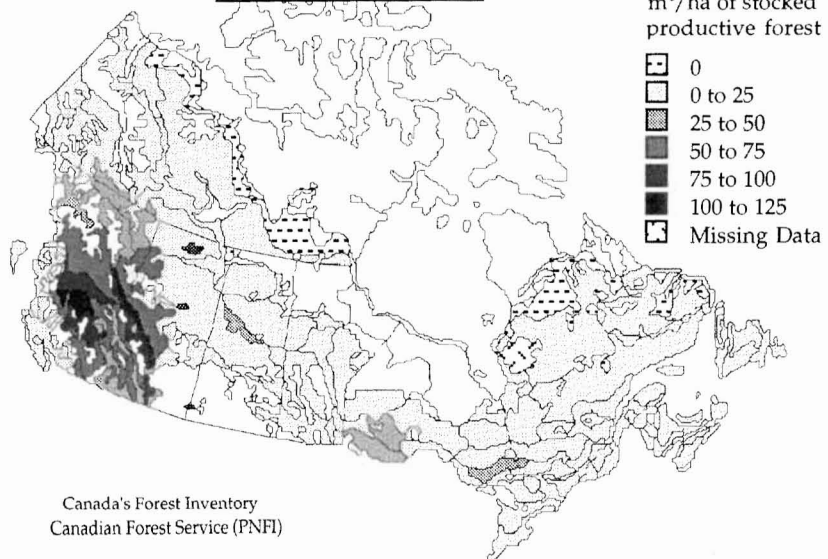 m³/ha of stocked
productive forest
0
0 to 25
25 to 50
50 to 75
75 to 100
100 to 125
Missing Data
Canada's Forest Inventory
Canadian Forest Service (PNFI)